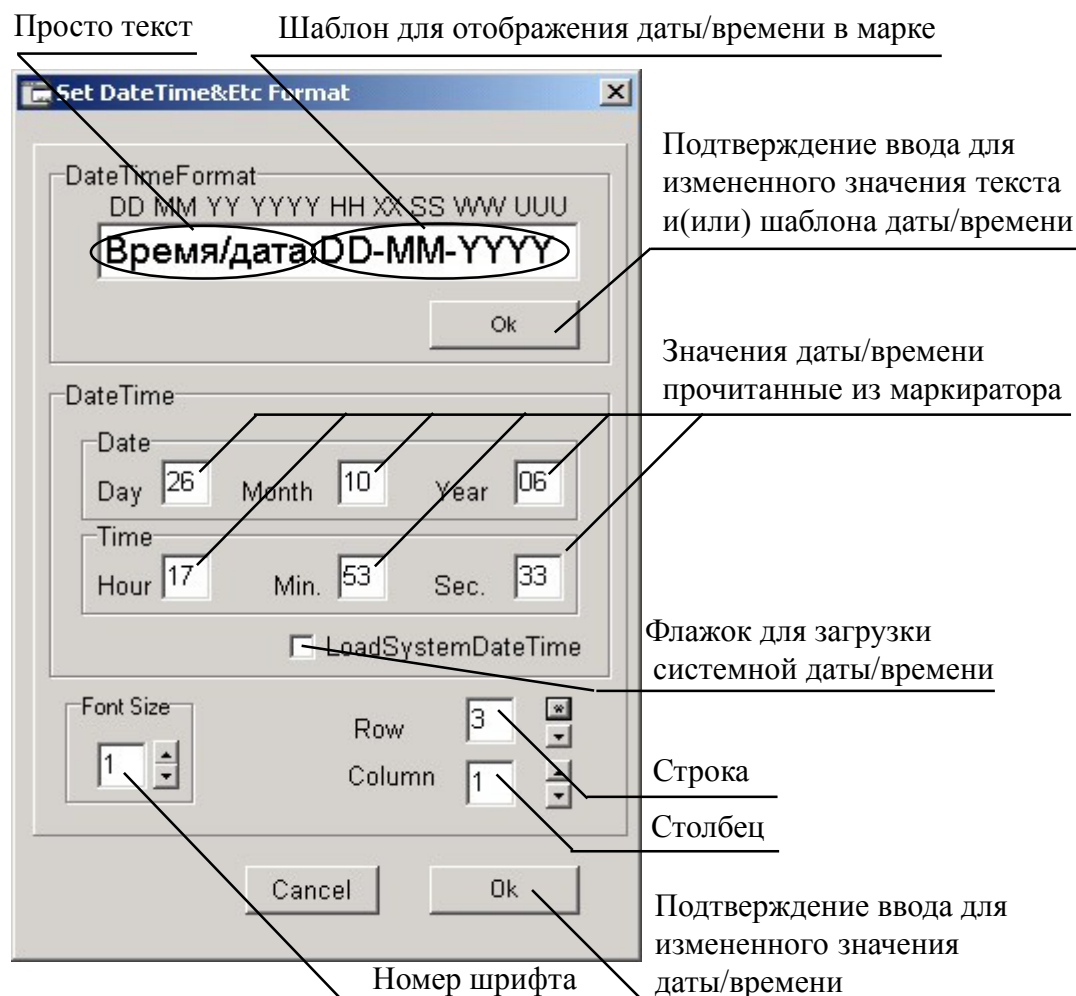 Просто текст
Шаблон для отображения даты/времени в марке
Set DateTime&Etc Format
Подтверждение ввода для
измененного значения текста
и(или) шаблона даты/времени
DateTimeFormat
DD MM YY YYYY HH XX SS WW UUU
Время/дата:DD-MM-YYYY
Ok
Значения даты/времени
прочитанные из маркиратора
DateTime
Date
Day 26 Month 10 Year 06
Time
Hour 17 Min. 53 Sec. 33
LoadSystemDateTime
Флажок для загрузки
системной даты/времени
Font Size
1
Row 3
Column 1
Строка
Столбец
Cancel Ok
Подтверждение ввода для
измененного значения
даты/времени
Номер шрифта